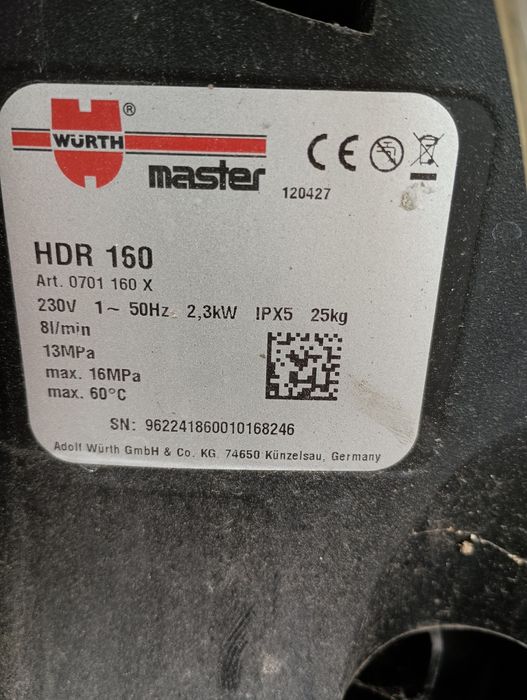 WÜRTH ®
master
120427
HDR 160
Art. 0701 160 X
230V 1~ 50Hz 2,3kW IPX5 25kg
8l/min
13MPa
max. 16MPa
max. 60°C
SN: 962241860010168246
Adolf Würth GmbH & Co. KG. 74650 Künzelsau, Germany